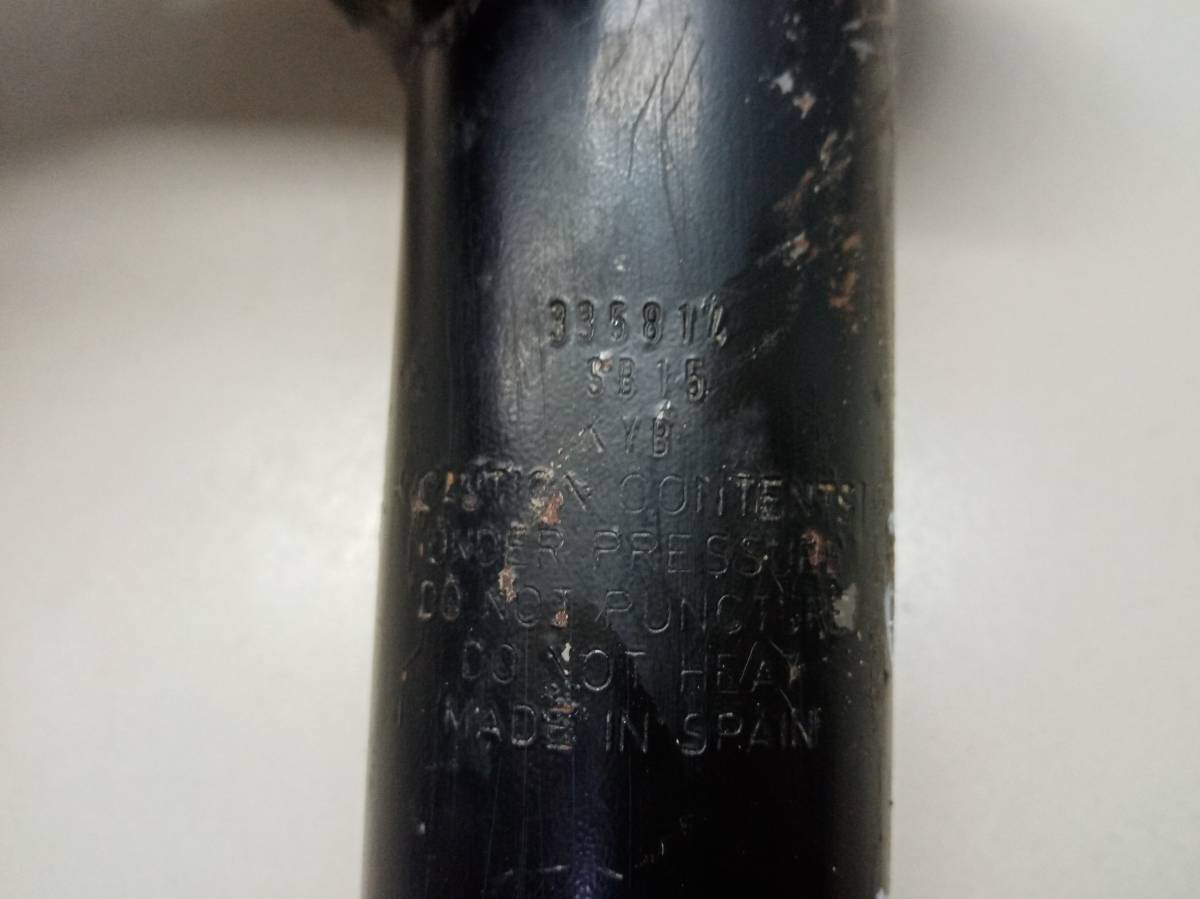 335812
SB15
KYB
CAUTION CONTENTS
UNDER PRESSURE
DO NOT PUNCTURE
DO NOT HEAT
MADE IN SPAIN